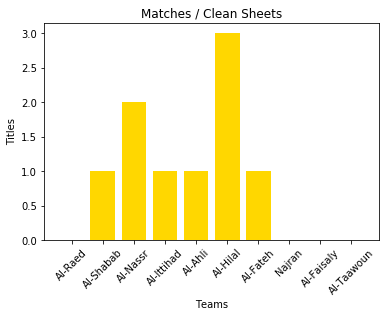 Matches / Clean Sheets
Titles
3.0
2.5
2.0
1.5
1.0
0.5
0.0
Al-Raed
Al-Shabab
Al-Nassr
Al-Ittihad
Al-Ahli
Al-Hilal
Al-Fateh
Najran
Al-Faisaly
Al-Taawoun
Teams